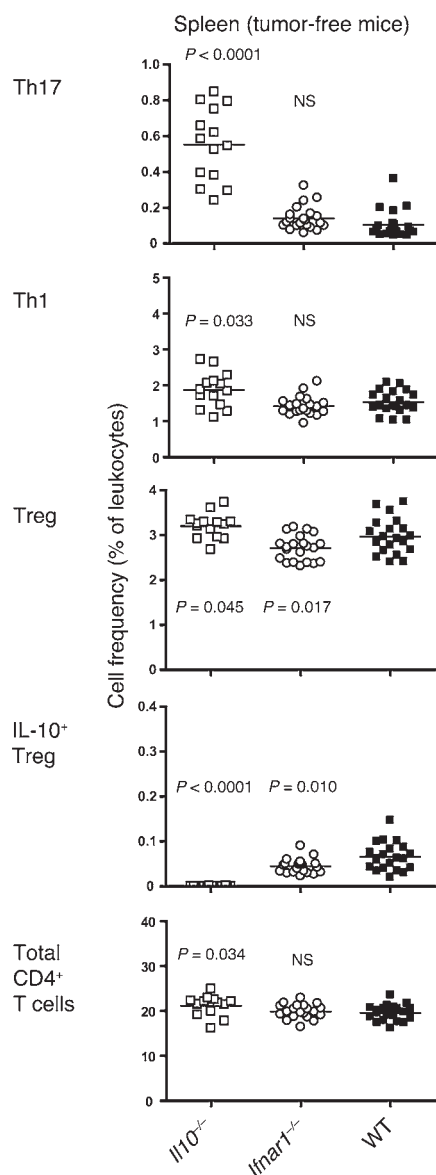 Spleen (tumor-free mice)
Cell frequency (% of leukocytes)
Th17
P < 0.0001
NS
1.0
0.8
0.6
0.4
0.2
0
Th1
P = 0.033
NS
5
4
3
2
1
0
Treg
4
3
2
1
0
P = 0.045
P = 0.017
IL-10+
Treg
0.4
0.3
0.2
0.1
0
P < 0.0001
P = 0.010
Total
CD4+
T cells
P = 0.034
NS
40
30
20
10
0
Il10−/−
Ifnar1−/−
WT